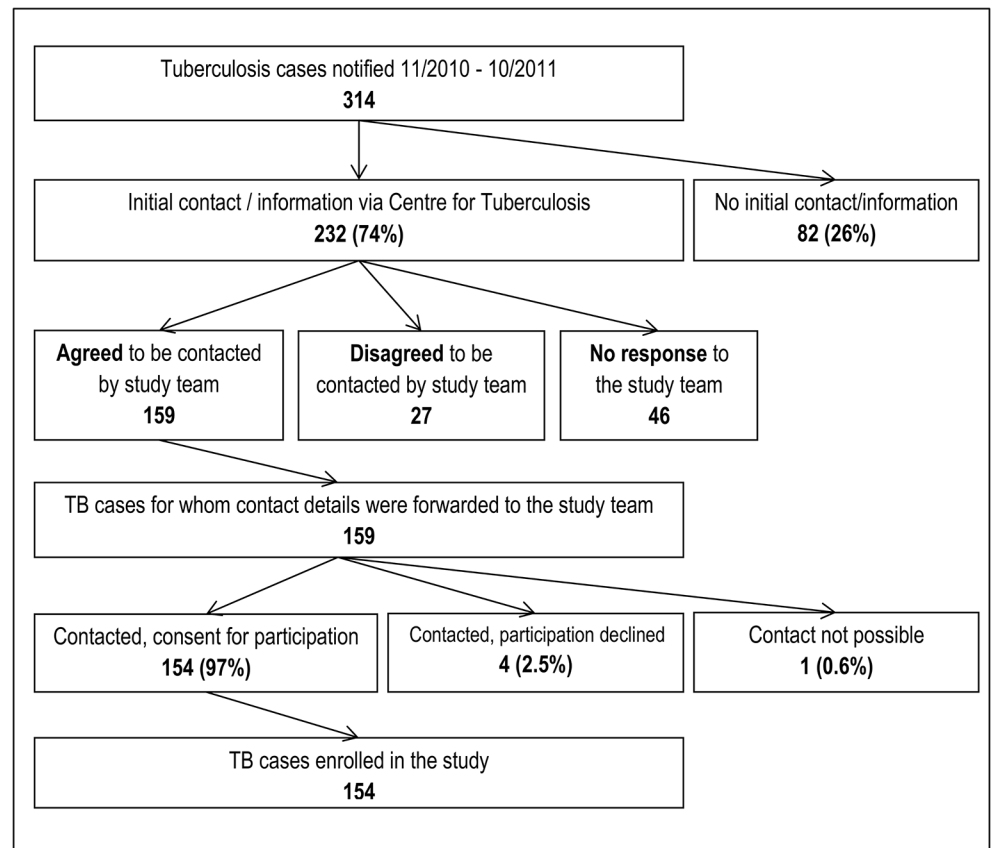 Tuberculosis cases notified 11/2010 - 10/2011
314
Initial contact / information via Centre for Tuberculosis
232 (74%)
No initial contact/information
82 (26%)
Agreed to be contacted
by study team
159
Disagreed to be
contacted by study team
27
No response to
the study team
46
TB cases for whom contact details were forwarded to the study team
159
Contacted, consent for participation
154 (97%)
Contacted, participation declined
4 (2.5%)
Contact not possible
1 (0.6%)
TB cases enrolled in the study
154